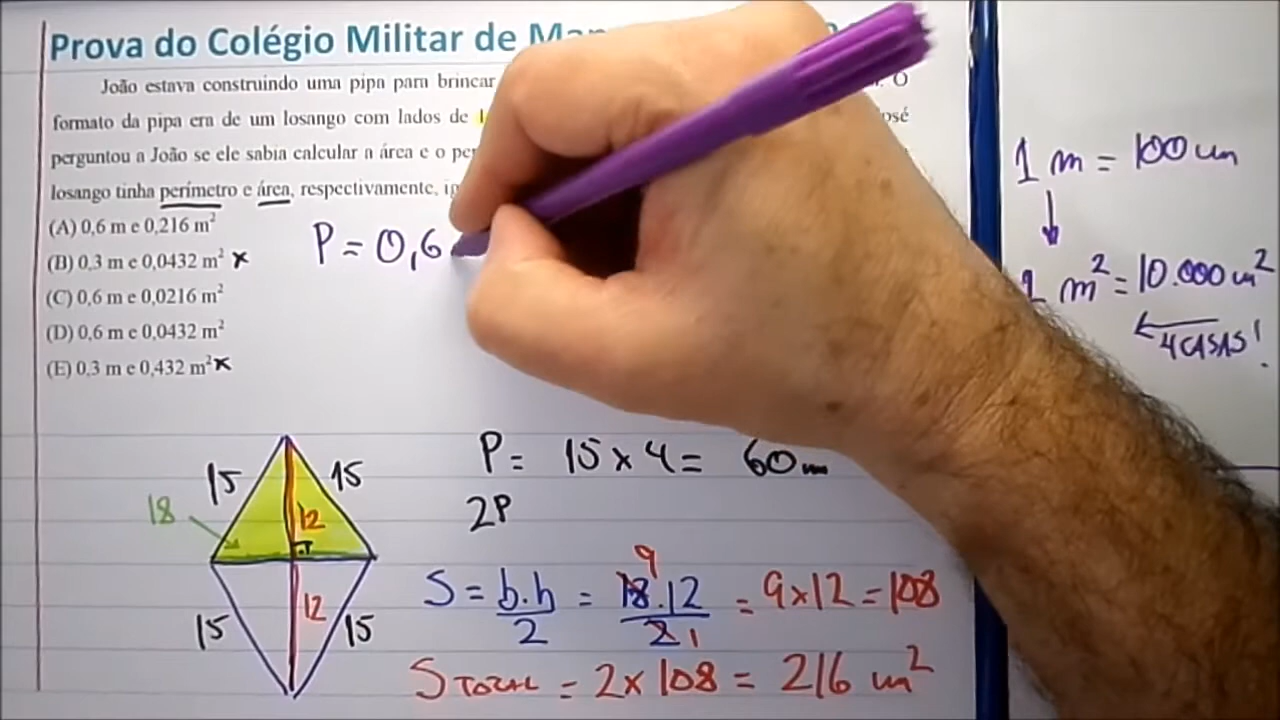 Prova do Colégio Militar de
João estava construindo uma pipa para brincar O
formato da pipa era de um losango com lados de
perguntou a João se ele sabia calcular a área e o
losango tinha perímetro e área, respectivamente,
(A) 0,6 m e 0,216 m²
(B) 0,3 m e 0,0432 m² x
(C) 0,6 m e 0,0216 m²
(D) 0,6 m e 0,0432 m²
(E) 0,3 m e 0,432 m² x
P = 0,6
1 m = 100 cm
1 m² = 10.000 cm²
4 CASAS!
15 15
18 12
15 12 15
P = 15 x 4 = 60 cm
2P
S = b.h/2 = 18.12/2 = 9x12 = 108
9
1
S TOTAL = 2 x 108 = 216 cm²